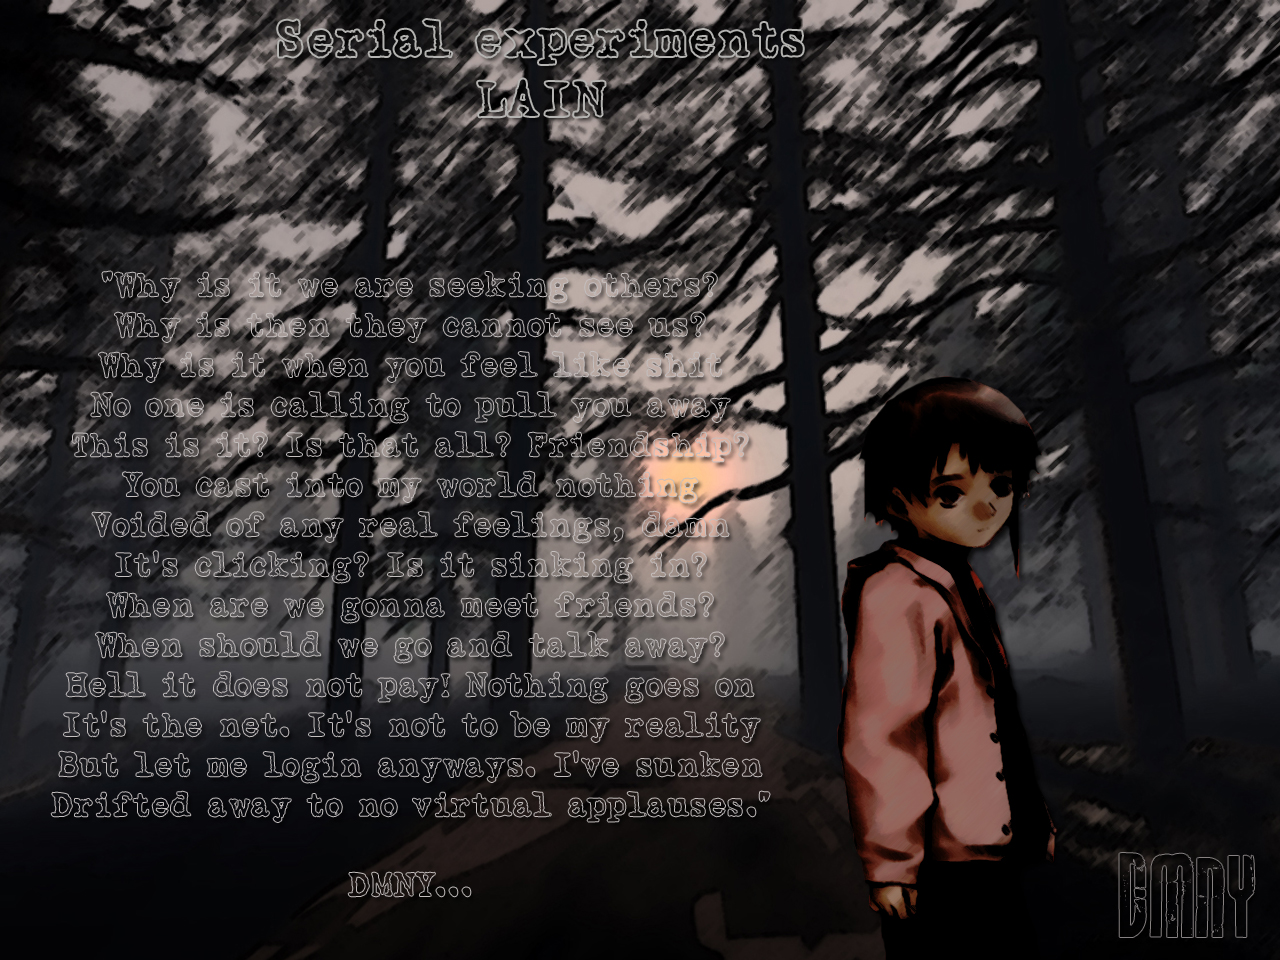 Serial experiments
LAIN
"Why is it we are seeking others?
Why is then they cannot see us?
Why is it when you feel like shit
No one is calling to pull you away
This is it? Is that all? Friendship?
You cast into my world nothing
Voided of any real feelings, damn
It's clicking? Is it sinking in?
When are we gonna meet friends?
When should we go and talk away?
Hell it does not pay! Nothing goes on
It's the net. It's not to be my reality
But let me login anyways. I've sunken
Drifted away to no virtual applauses."
DMNY...
DMNY